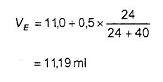 V_E = 11,0 + 0,5 × 24 / (24 + 40)
= 11,19 ml